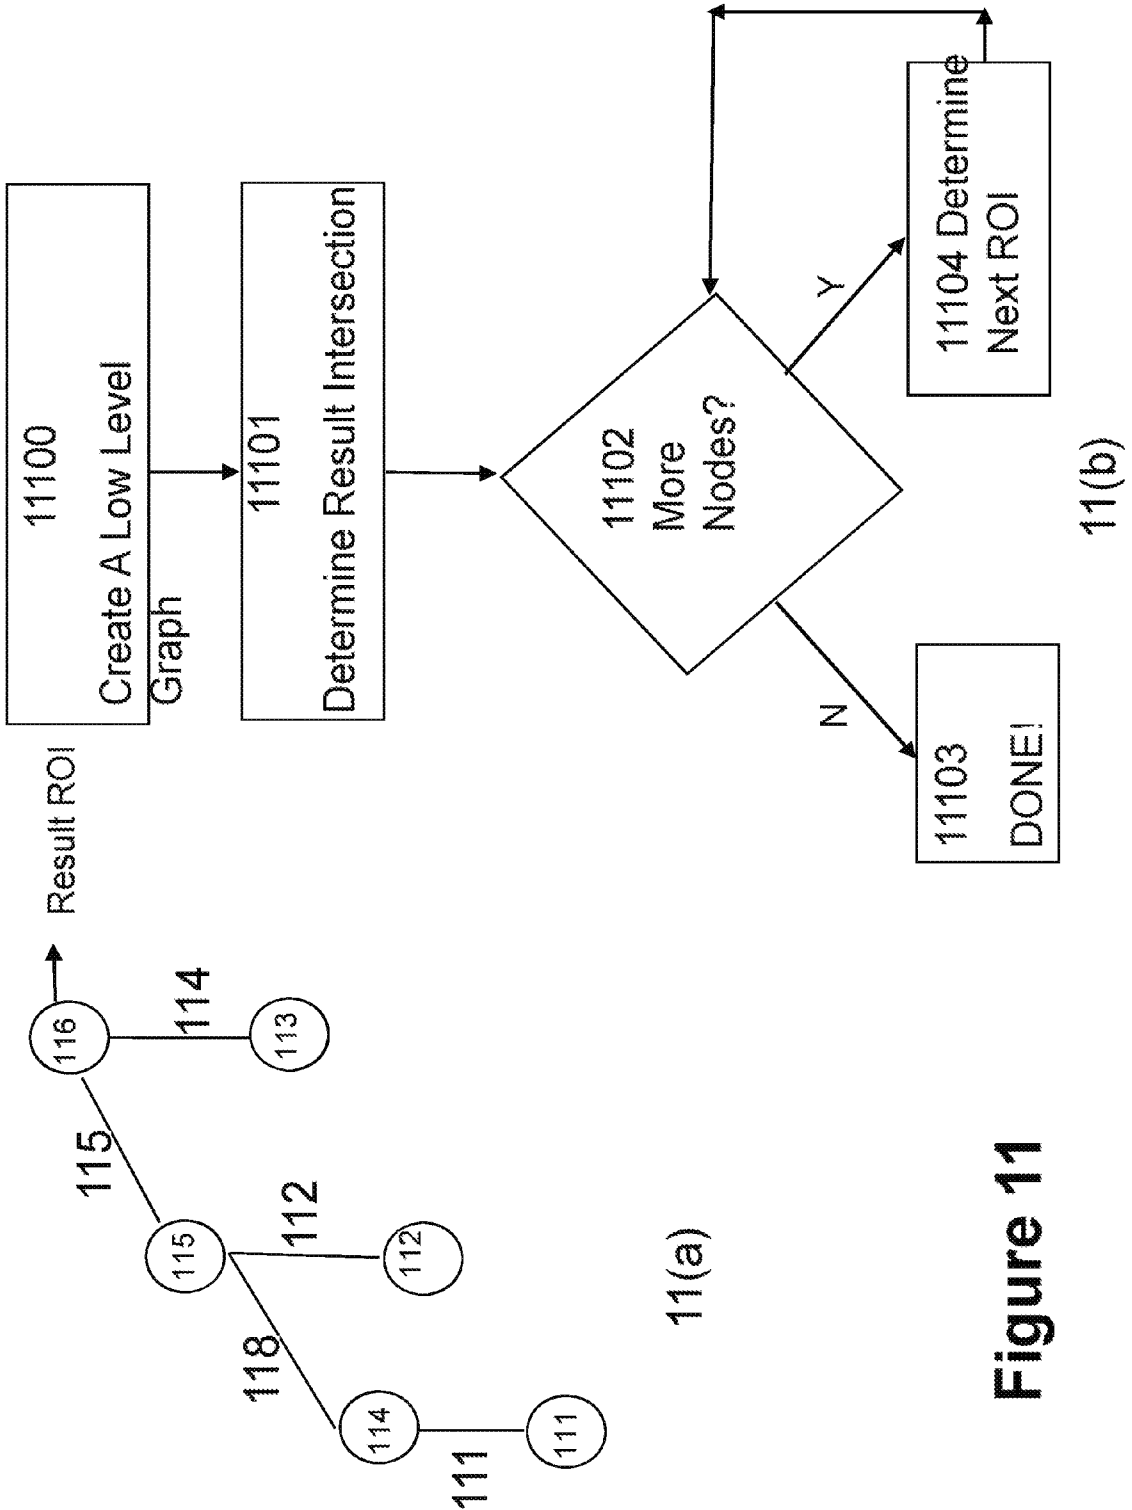 116
Result ROI
115
114
115
113
118
112
114
112
111
111
11(a)
11100
Create A Low Level
Graph
11101
Determine Result Intersection
11102
More
Nodes?
N
Y
11103
DONE!
11104 Determine
Next ROI
11(b)
Figure 11